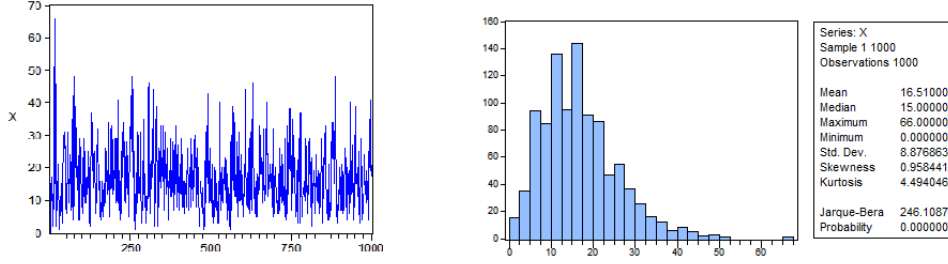 70
60
50
40
30
20
10
0
X
250
500
750
1000
160
140
120
100
80
60
40
20
0
0
10
20
30
40
50
60
Series: X
Sample 1 1000
Observations 1000
Mean 16.51000
Median 15.00000
Maximum 66.00000
Minimum 0.000000
Std. Dev. 8.876863
Skewness 0.958441
Kurtosis 4.494046
Jarque-Bera 246.1087
Probability 0.000000